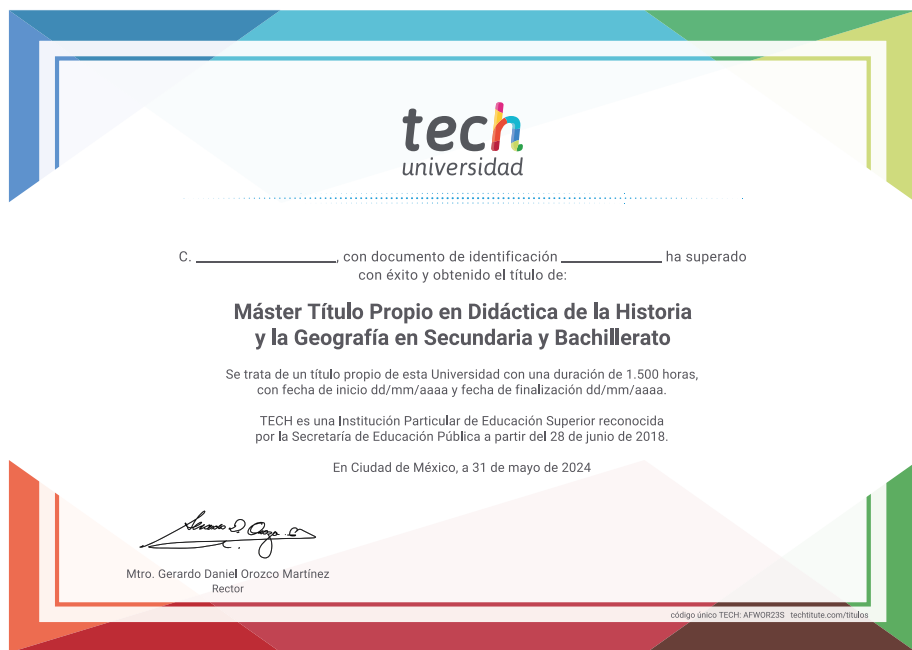 tech
universidad
C. ____________________, con documento de identificación ______________ ha superado
con éxito y obtenido el título de:
Máster Título Propio en Didáctica de la Historia
y la Geografía en Secundaria y Bachillerato
Se trata de un título propio de esta Universidad con una duración de 1.500 horas,
con fecha de inicio dd/mm/aaaa y fecha de finalización dd/mm/aaaa.
TECH es una Institución Particular de Educación Superior reconocida
por la Secretaría de Educación Pública a partir del 28 de junio de 2018.
En Ciudad de México, a 31 de mayo de 2024
Mtro. Gerardo Daniel Orozco Martínez
Rector
código único TECH: AFWOR23S techtitute.com/titulos